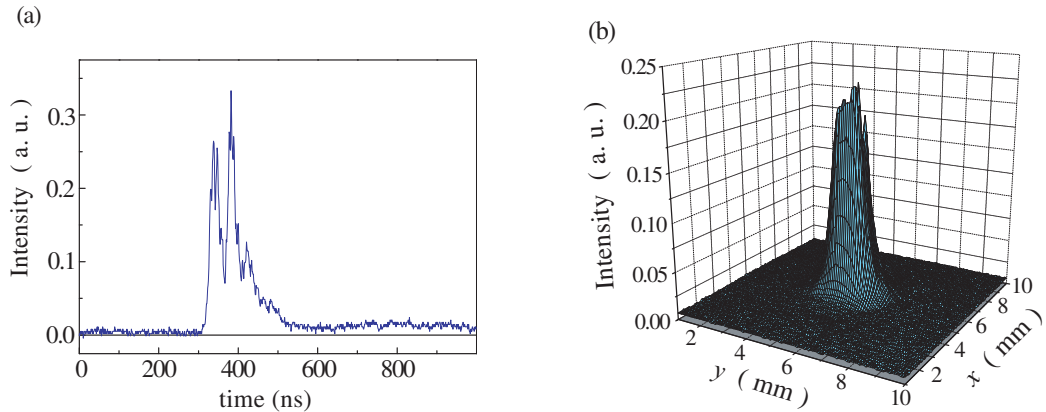 (a)
Intensity ( a. u. )
0.3
0.2
0.1
0.0
0 200 400 600 800
time (ns)
(b)
Intensity ( a. u. )
0.25
0.20
0.15
0.10
0.05
0.00
2 4 6 8 10
y ( mm )
2 4 6 8 10
x ( mm )